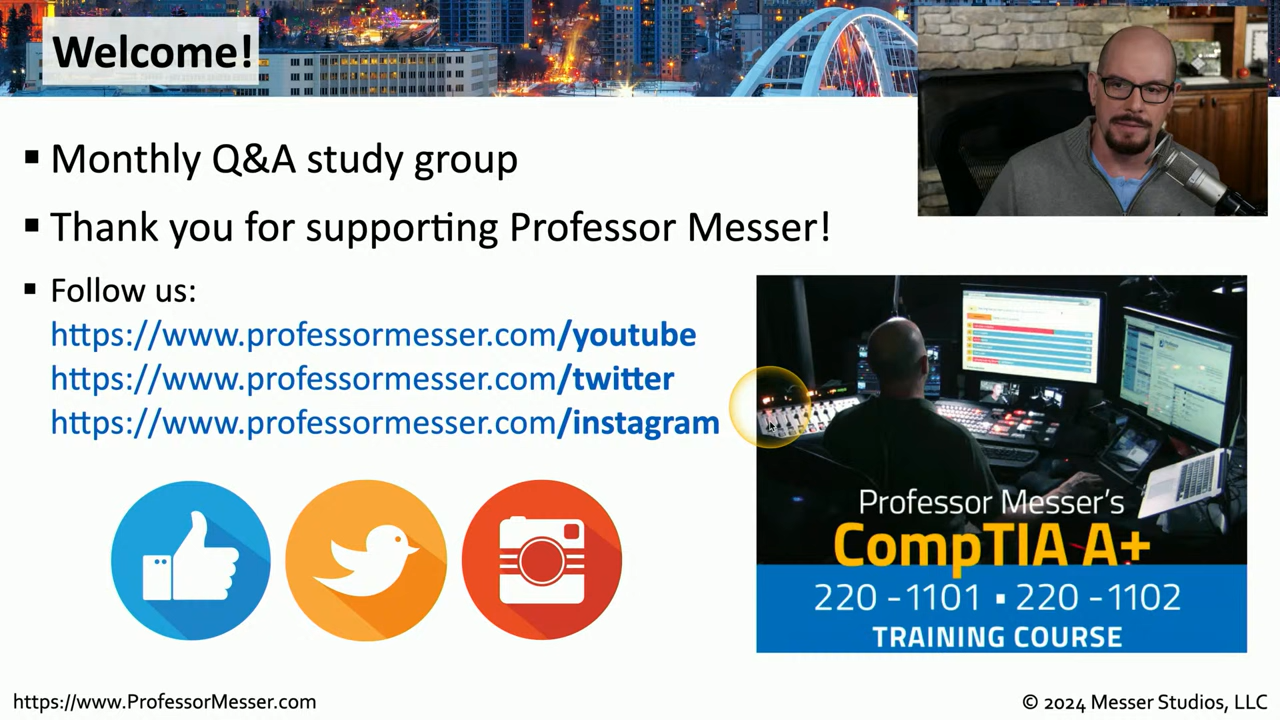 Welcome!
▪ Monthly Q&A study group
▪ Thank you for supporting Professor Messer!
▪ Follow us:
https://www.professormesser.com/youtube
https://www.professormesser.com/twitter
https://www.professormesser.com/instagram
Professor Messer's
CompTIA A+
220 -1101 ▪ 220 -1102
TRAINING COURSE
https://www.ProfessorMesser.com
© 2024 Messer Studios, LLC